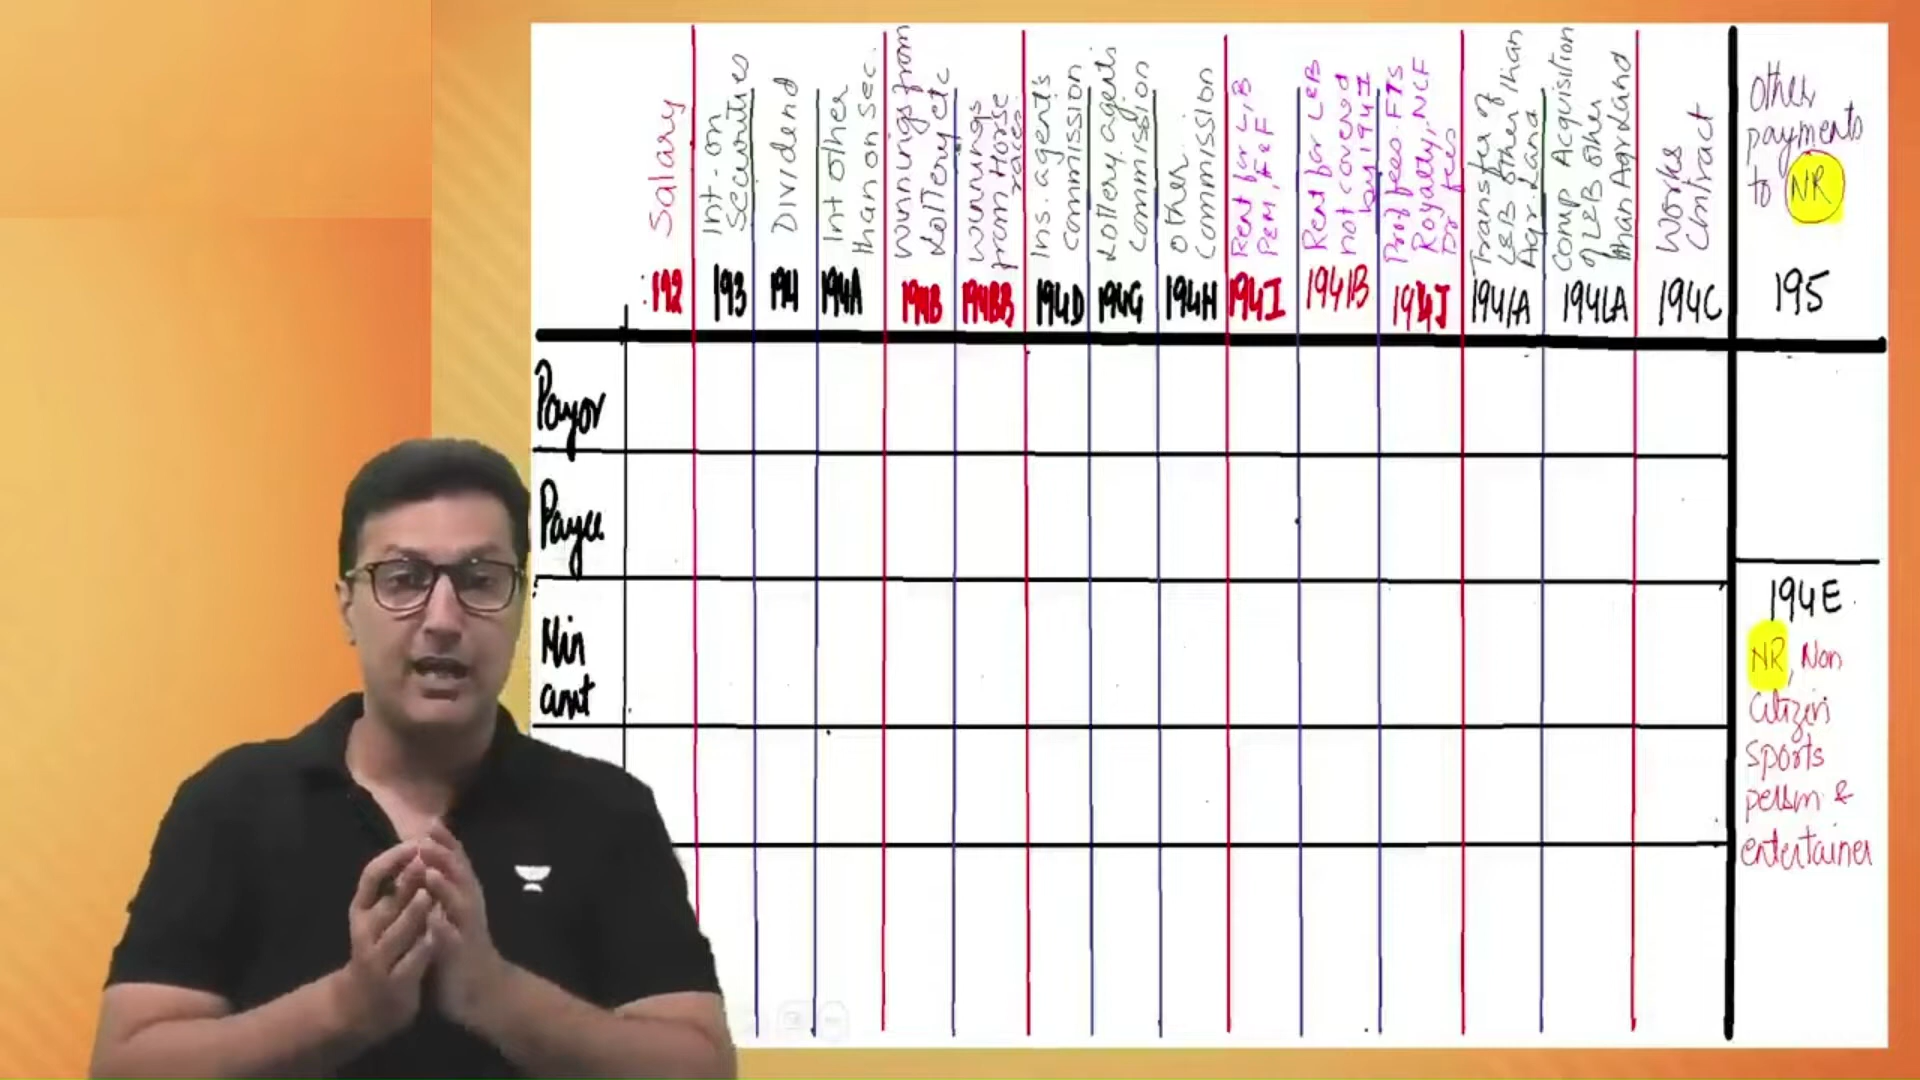 Salary
Int. on
Securities
Dividend
Int other
than on sec.
Winnings from
Lottery etc
Winnings
from Horse
races
Ins. agent's
commission
Lottery agents
commission
Other
Commission
Rent for L,B
P&M, F&F
Rent for L&B
not covered
by 194I
Prof fees FTS
Royalty, NCF
Dr fees
Transfer of
L&B other than
Agr. Land
Comp Acquisition
of L&B other
than Agr Land
Works
Contract
Other
payments
to NR
192
193
194
194A
194B
194BB
194D
194G
194H
194I
194IB
194J
194IA
194LA
194C
195
Payor
Payee
Min
amt
194E
NR, Non
Citizen
sports
person &
entertainer